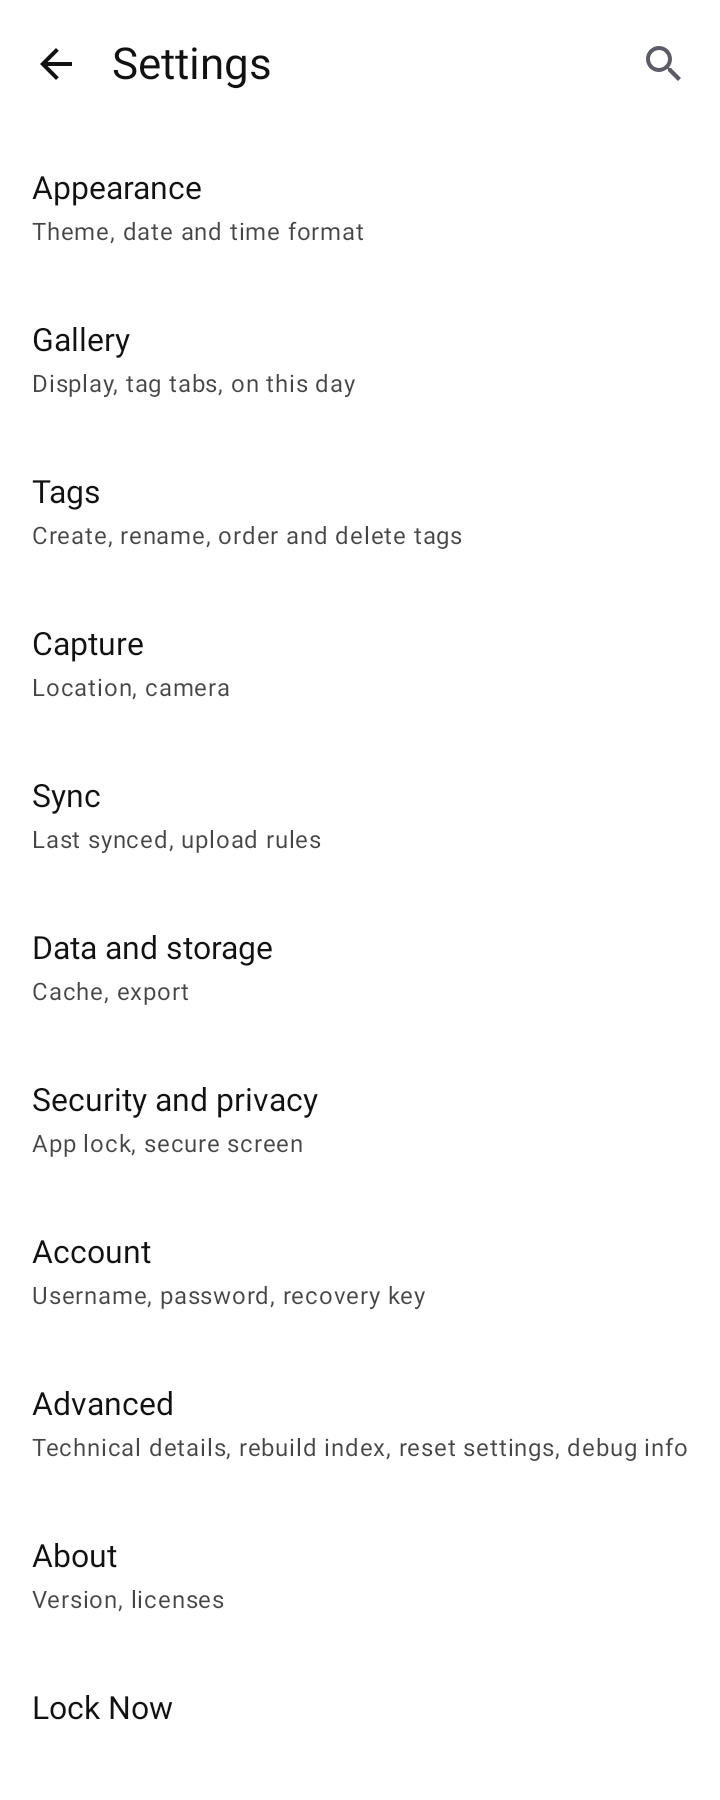 Settings
Appearance
Theme, date and time format
Gallery
Display, tag tabs, on this day
Tags
Create, rename, order and delete tags
Capture
Location, camera
Sync
Last synced, upload rules
Data and storage
Cache, export
Security and privacy
App lock, secure screen
Account
Username, password, recovery key
Advanced
Technical details, rebuild index, reset settings, debug info
About
Version, licenses
Lock Now